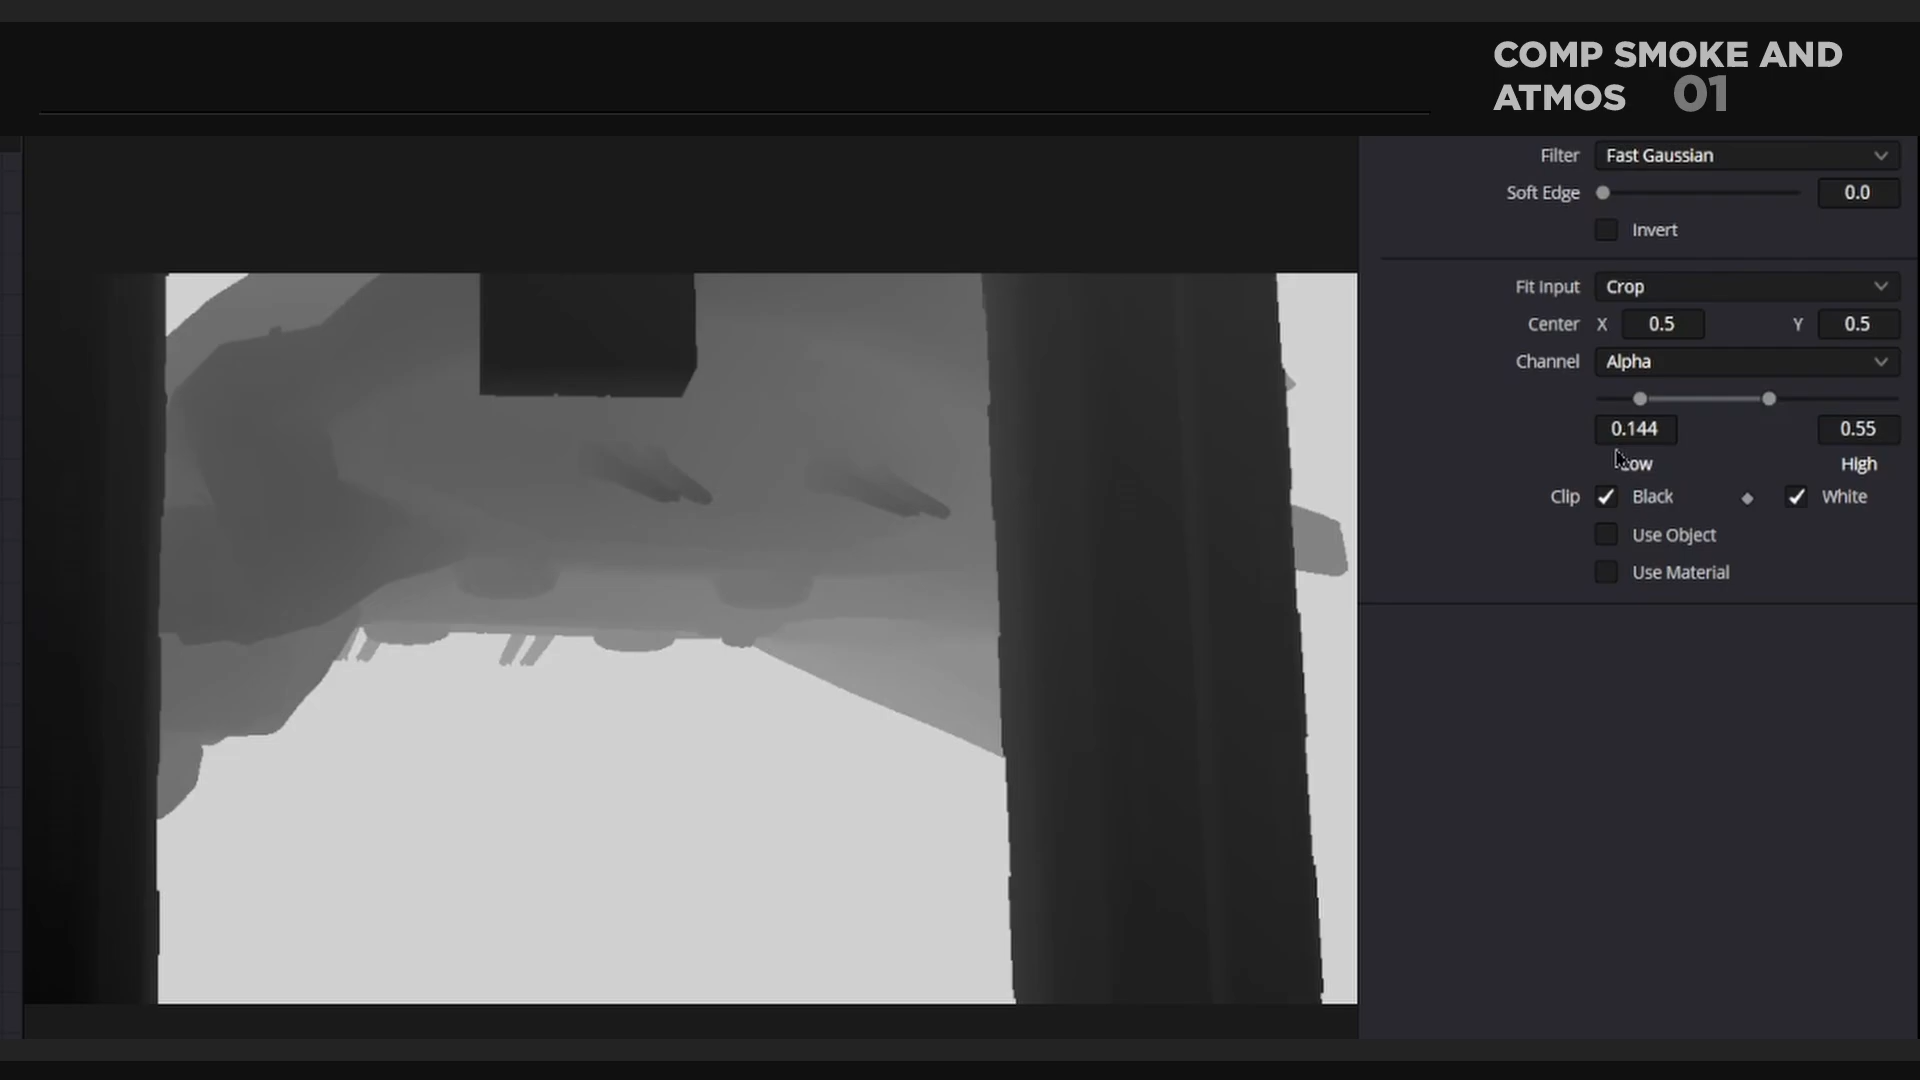 COMP SMOKE AND
ATMOS 01
Filter Fast Gaussian
Soft Edge 0.0
Invert
Fit Input Crop
Center X 0.5 Y 0.5
Channel Alpha
0.144 0.55
High
Clip Black White
Use Object
Use Material